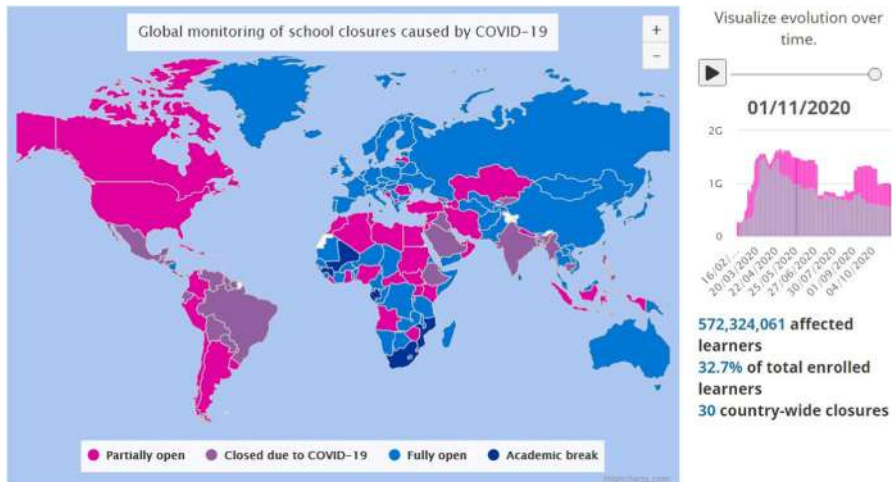 Global monitoring of school closures caused by COVID-19
+
−
Partially open
Closed due to COVID-19
Fully open
Academic break
Visualize evolution over
time.
01/11/2020
2G
1G
0
16/02/...
20/03/2020
22/04/2020
25/05/2020
27/06/2020
30/07/2020
01/09/2020
04/10/2020
572,324,061 affected
learners
32.7% of total enrolled
learners
30 country-wide closures